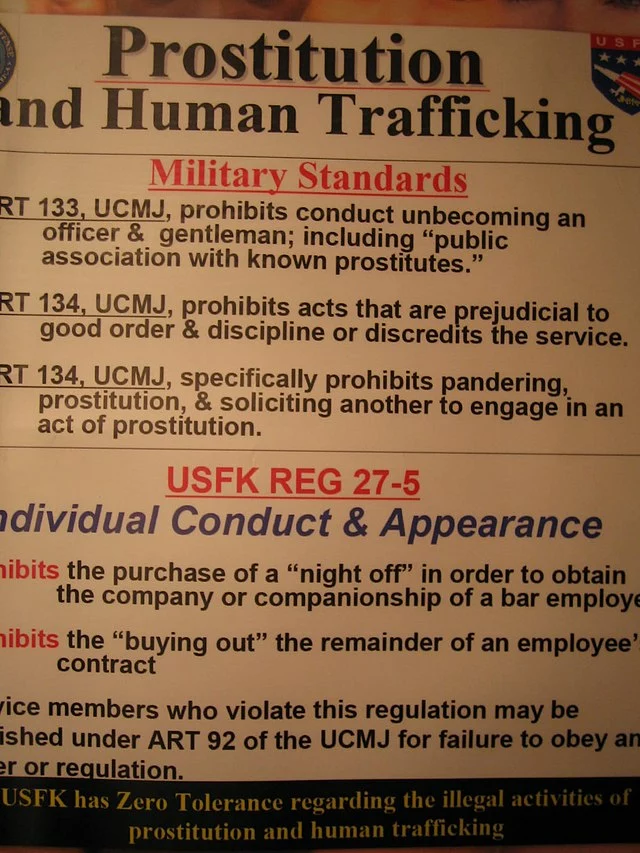 Prostitution
and Human Trafficking
USF
Military Standards
RT 133, UCMJ, prohibits conduct unbecoming an
officer & gentleman; including “public
association with known prostitutes.”
RT 134, UCMJ, prohibits acts that are prejudicial to
good order & discipline or discredits the service.
RT 134, UCMJ, specifically prohibits pandering,
prostitution, & soliciting another to engage in an
act of prostitution.
USFK REG 27-5
ndividual Conduct & Appearance
hibits the purchase of a “night off” in order to obtain
the company or companionship of a bar employe
hibits the “buying out” the remainder of an employee’
contract
vice members who violate this regulation may be
ished under ART 92 of the UCMJ for failure to obey an
er or regulation.
USFK has Zero Tolerance regarding the illegal activities of
prostitution and human trafficking